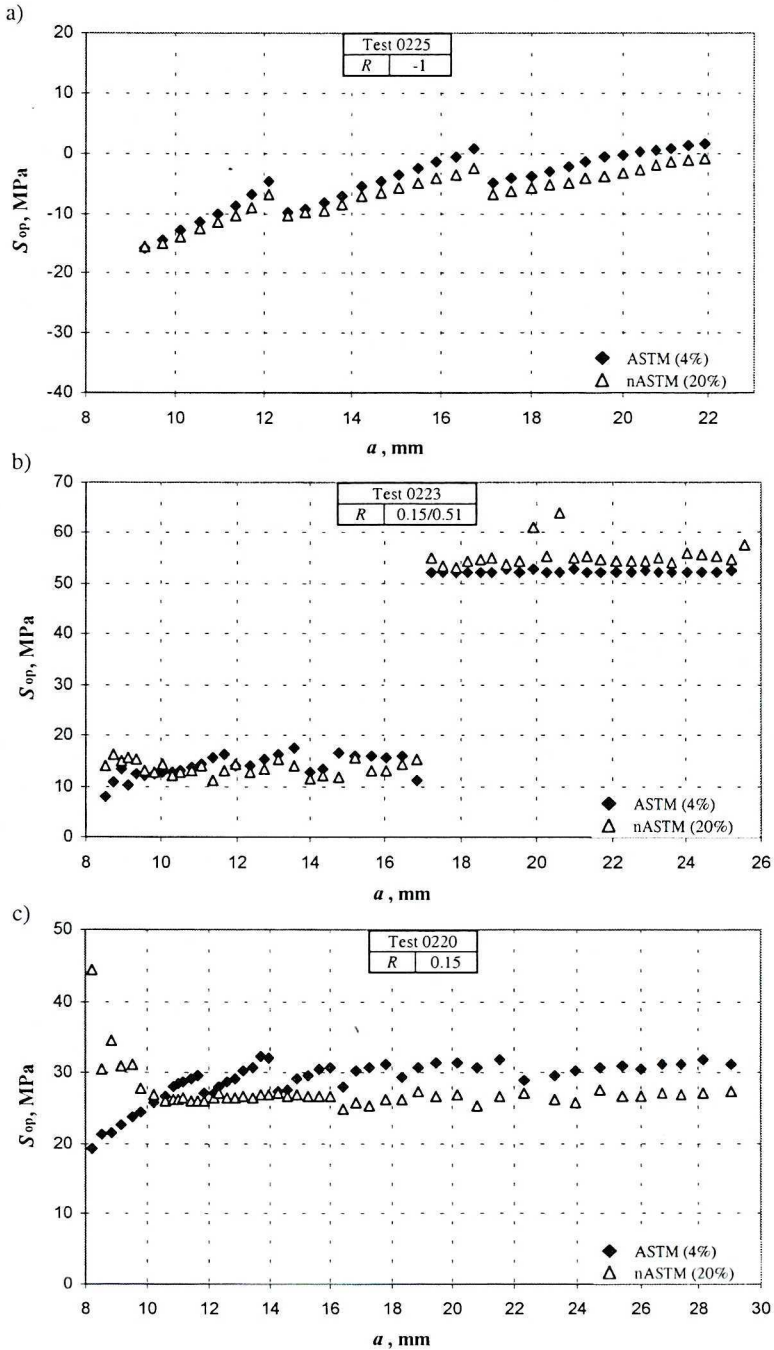 a)
Test 0225
R -1
20
10
0
-10
-20
-30
-40
Sop, MPa
ASTM (4%)
nASTM (20%)
8 10 12 14 16 18 20 22
a , mm
b)
Test 0223
R 0.15/0.51
70
60
50
40
30
20
10
0
Sop, MPa
ASTM (4%)
nASTM (20%)
8 10 12 14 16 18 20 22 24 26
a , mm
c)
Test 0220
R 0.15
50
40
30
20
10
0
Sop, MPa
ASTM (4%)
nASTM (20%)
8 10 12 14 16 18 20 22 24 26 28 30
a , mm